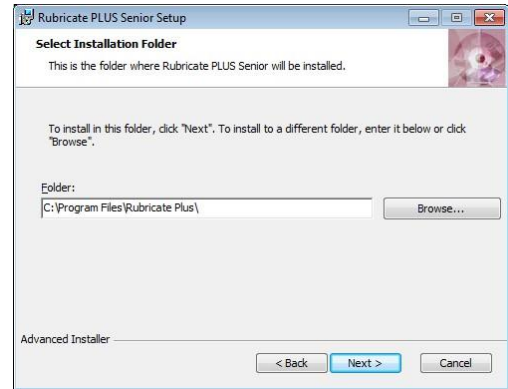 Rubricate PLUS Senior Setup
Select Installation Folder
This is the folder where Rubricate PLUS Senior will be installed.
To install in this folder, click "Next". To install to a different folder, enter it below or click
"Browse".
Folder:
C:\Program Files\Rubricate Plus\
Browse...
Advanced Installer
< Back
Next >
Cancel